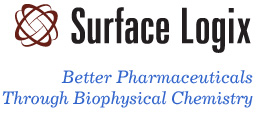 Surface Logix
Better Pharmaceuticals
Through Biophysical Chemistry